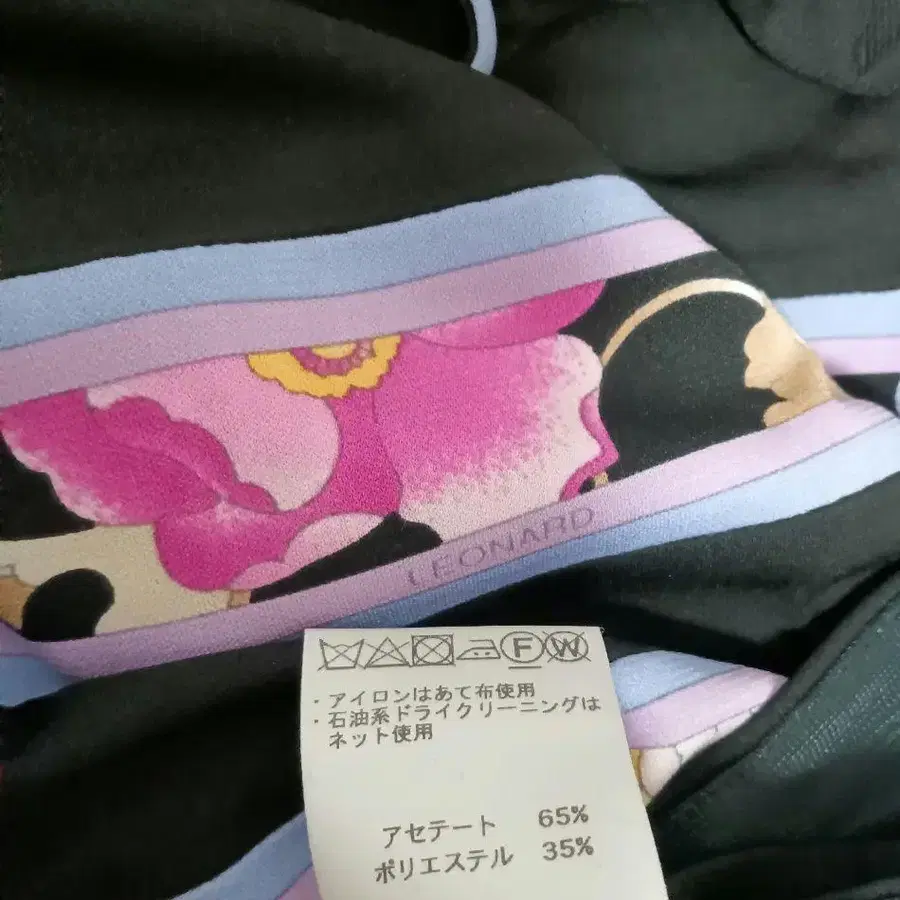 LEONARD
F W
・アイロンはあて布使用
・石油系ドライクリーニングは
ネット使用
アセテート 65%
ポリエステル 35%